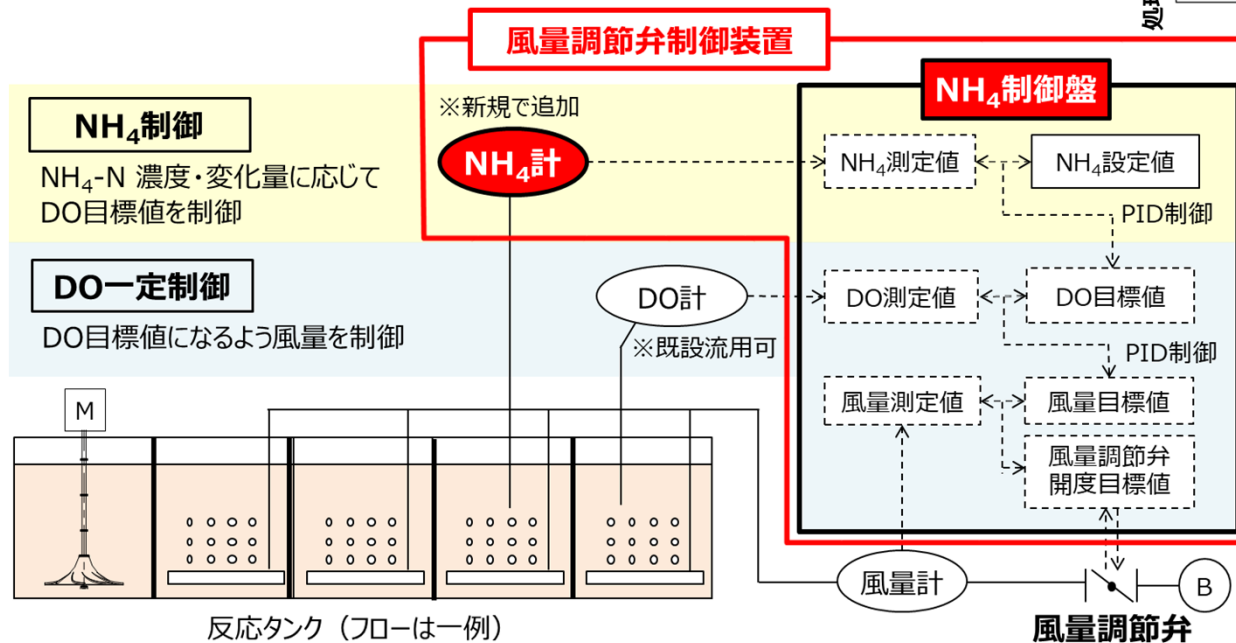 処理
風量調節弁制御装置
NH₄制御盤
NH₄制御
NH₄-N 濃度・変化量に応じて
DO目標値を制御
※新規で追加
NH₄計
NH₄測定値
NH₄設定値
PID制御
DO一定制御
DO目標値になるよう風量を制御
DO計
※既設流用可
DO測定値
DO目標値
PID制御
風量測定値
風量目標値
風量調節弁
開度目標値
M
反応タンク（フローは一例）
風量計
B
風量調節弁